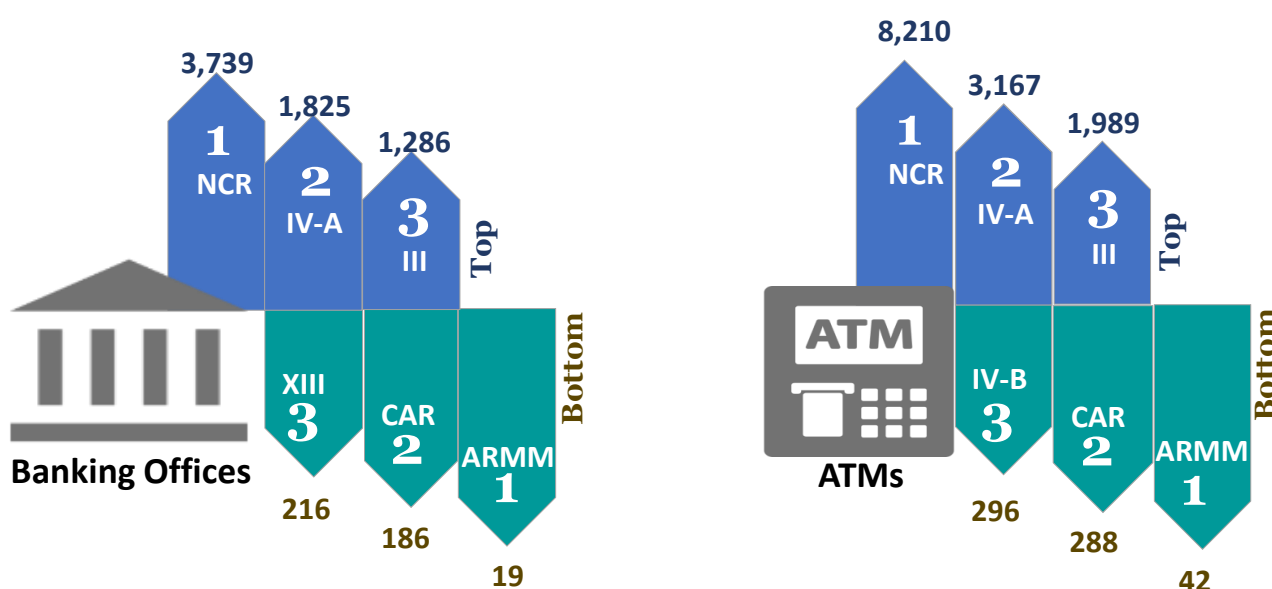 3,739
1
NCR
1,825
2
IV-A
1,286
3
III
Top
XIII
3
216
CAR
2
186
ARMM
1
19
Bottom
Banking Offices
8,210
1
NCR
3,167
2
IV-A
1,989
3
III
Top
ATM
IV-B
3
296
CAR
2
288
ARMM
1
42
Bottom
ATMs